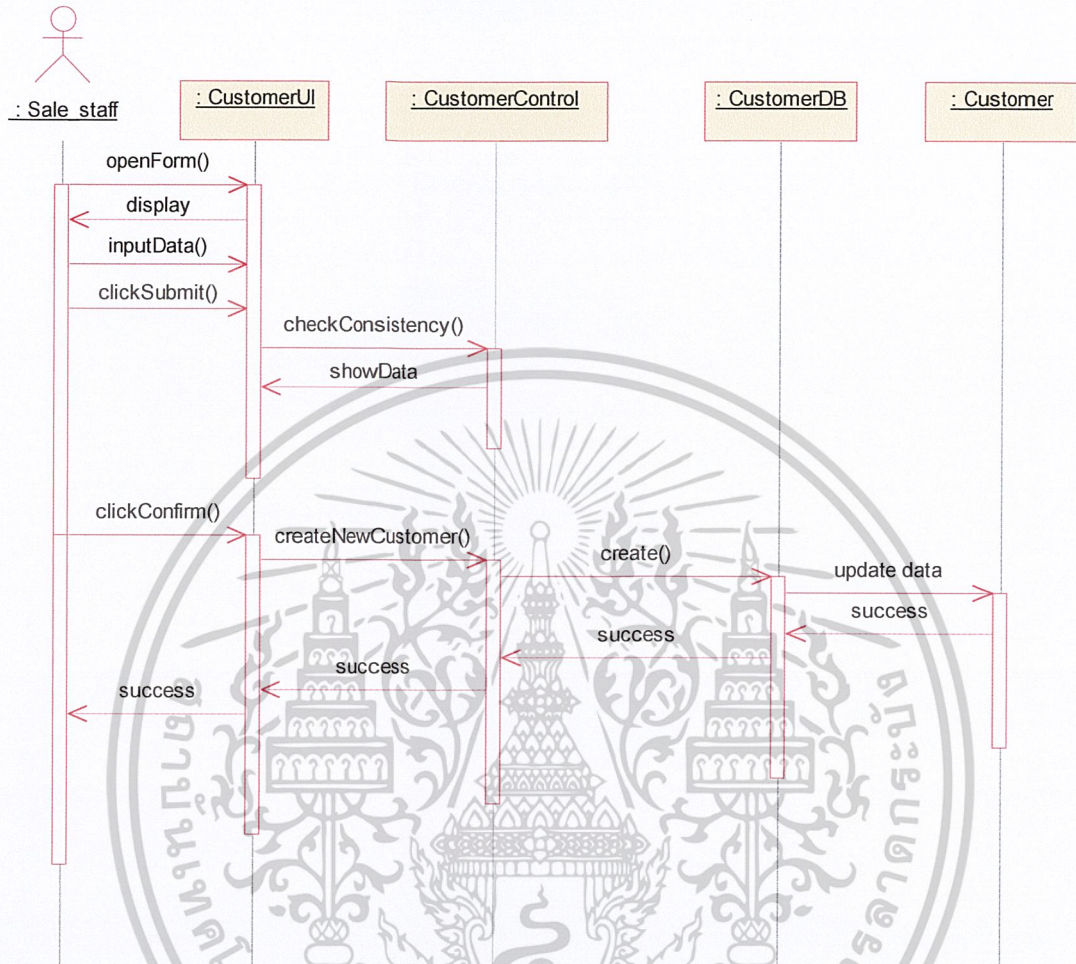 : Sale_staff
: CustomerUI
: CustomerControl
: CustomerDB
: Customer
openForm()
display
inputData()
clickSubmit()
checkConsistency()
showData
clickConfirm()
createNewCustomer()
create()
update data
success
success
success
success